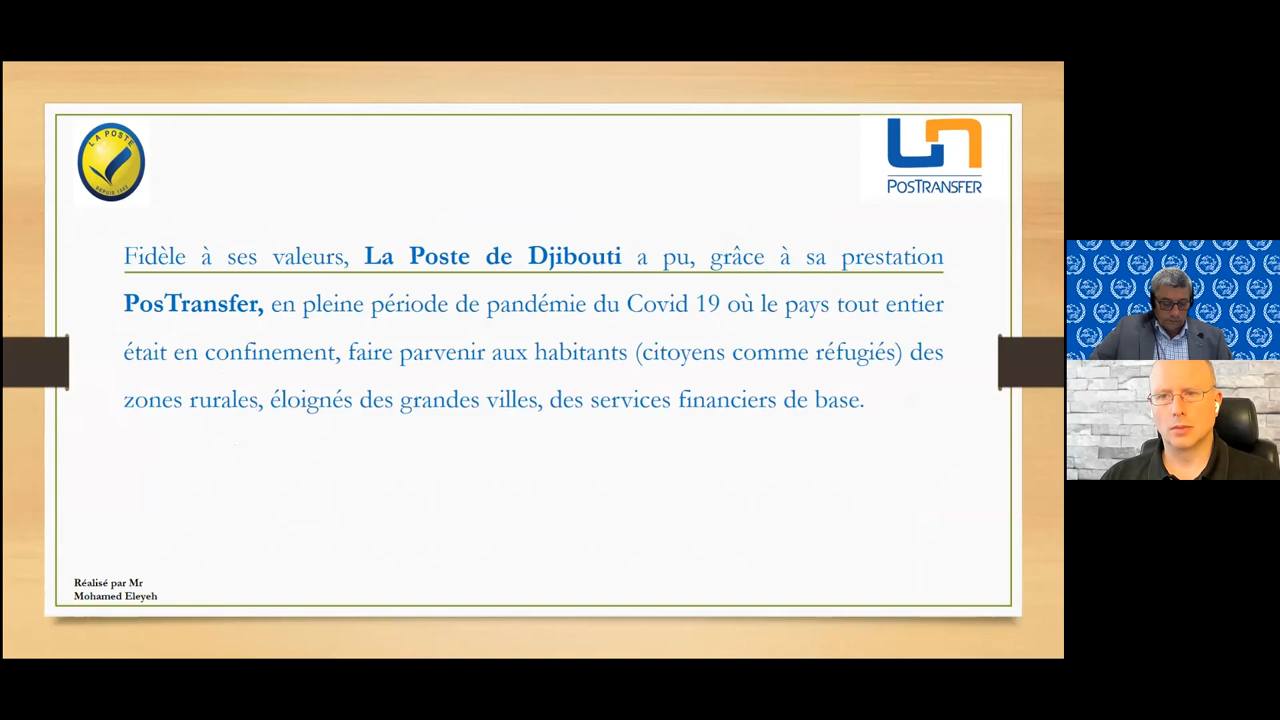 LA POSTE
DEPUIS
POSTRANSFER
Fidèle à ses valeurs, La Poste de Djibouti a pu, grâce à sa prestation
PosTransfer, en pleine période de pandémie du Covid 19 où le pays tout entier
était en confinement, faire parvenir aux habitants (citoyens comme réfugiés) des
zones rurales, éloignés des grandes villes, des services financiers de base.
Réalisé par Mr
Mohamed Eleyeh